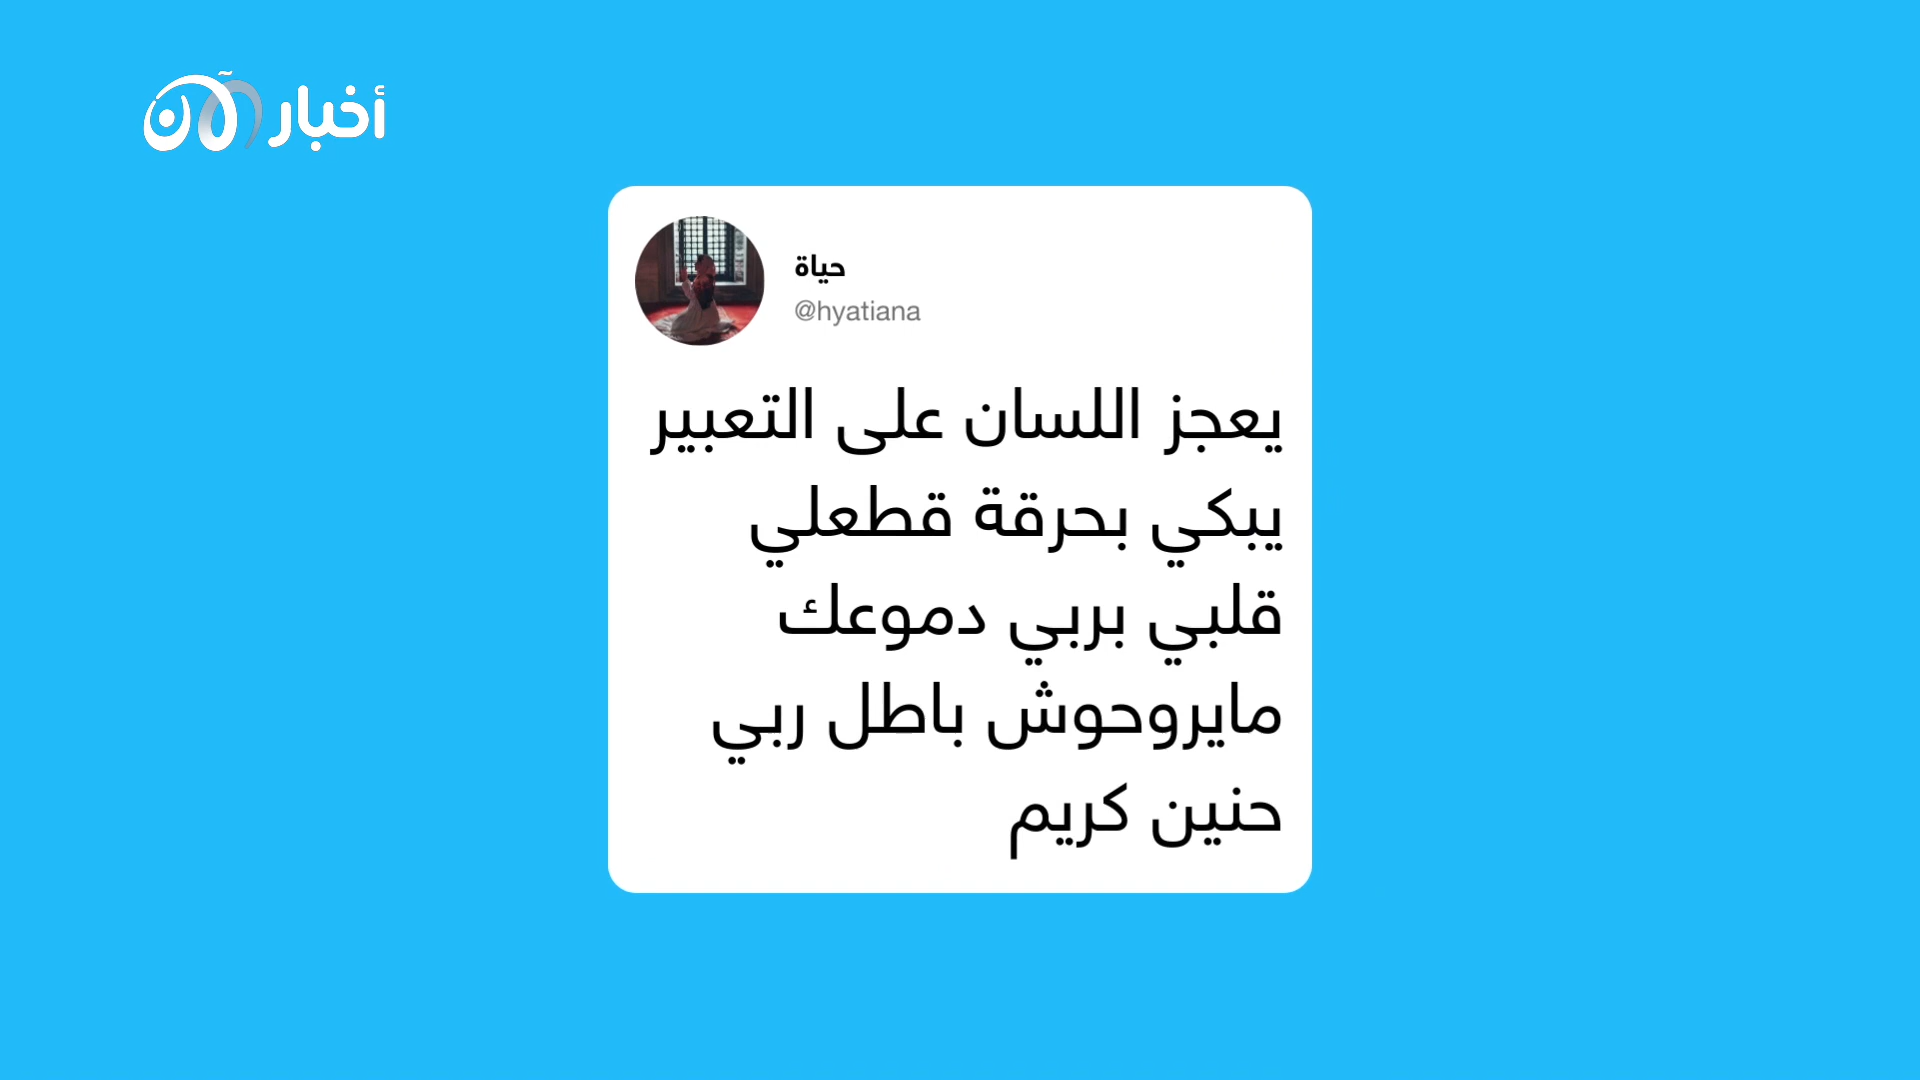 أخبار الآن
حياة
@hyatiana
يعجز اللسان على التعبير
يبكي بحرقة قطعلي
قلبي بربي دموعك
مايروحوش باطل ربي
حنين كريم